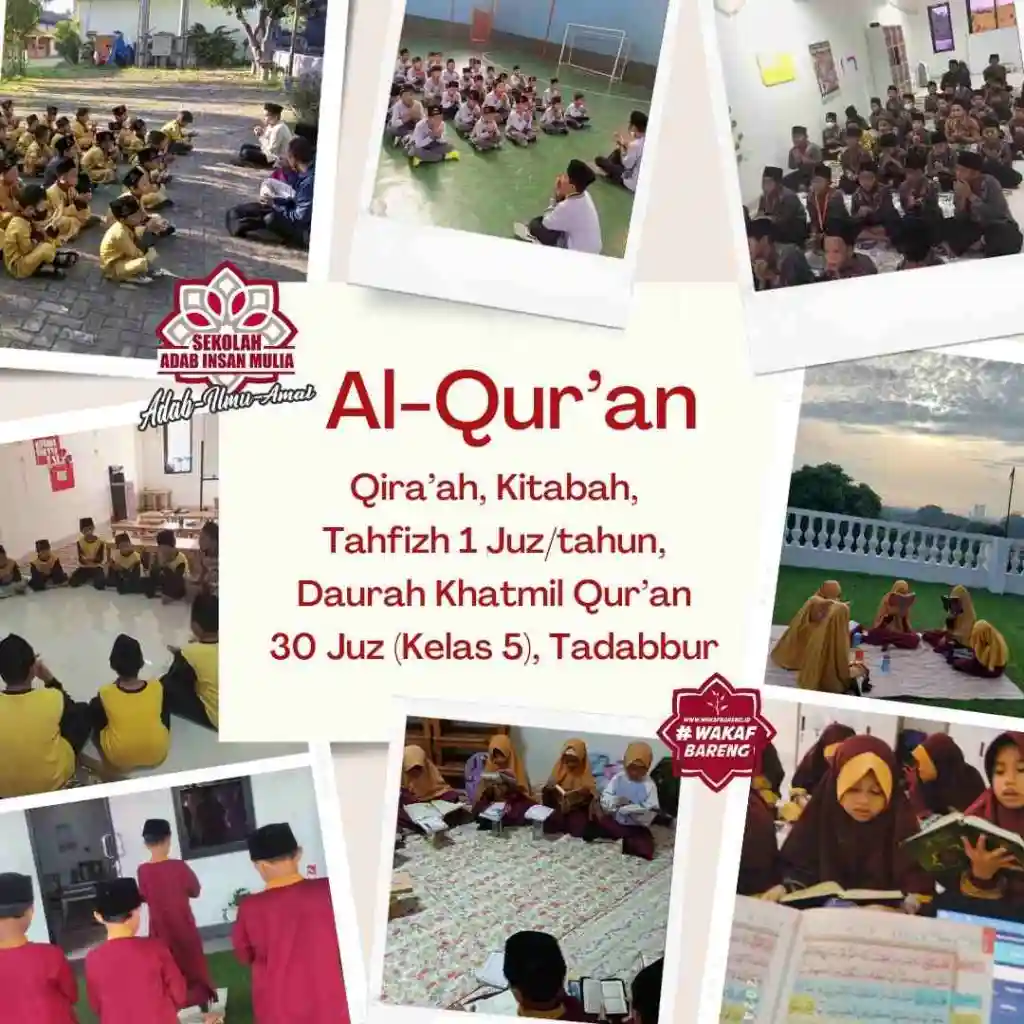 SEKOLAH
ADAB INSAN MULIA
Adab-Ilmu-Amal
Al-Qur'an
Qira'ah, Kitabah,
Tahfizh 1 Juz/tahun,
Daurah Khatmil Qur'an
30 Juz (Kelas 5), Tadabbur
WWW.WAKAFBARENG.ID
# WAKAF
BARENG